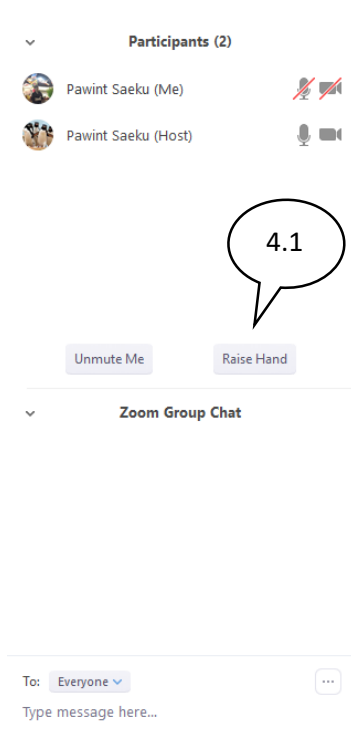 Participants (2)
Pawint Saeku (Me)
Pawint Saeku (Host)
4.1
Unmute Me Raise Hand
Zoom Group Chat
To: Everyone
Type message here...